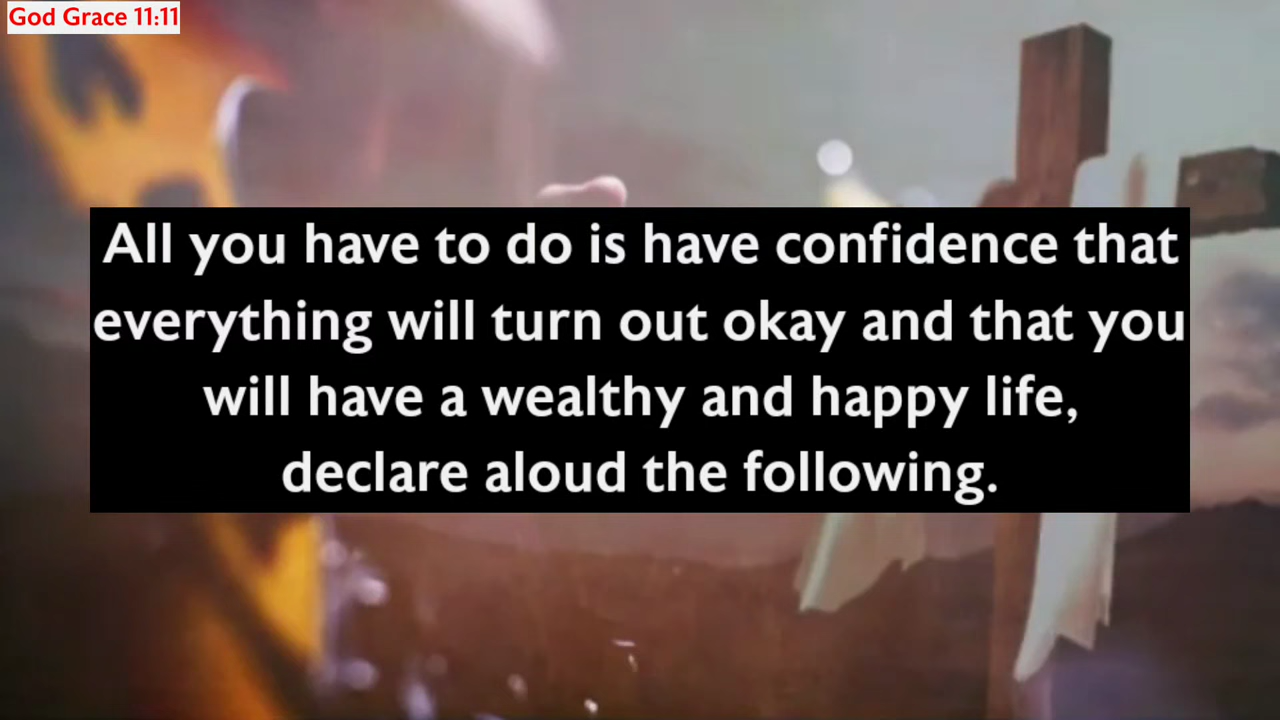 God Grace 11:11
All you have to do is have confidence that
everything will turn out okay and that you
will have a wealthy and happy life,
declare aloud the following.